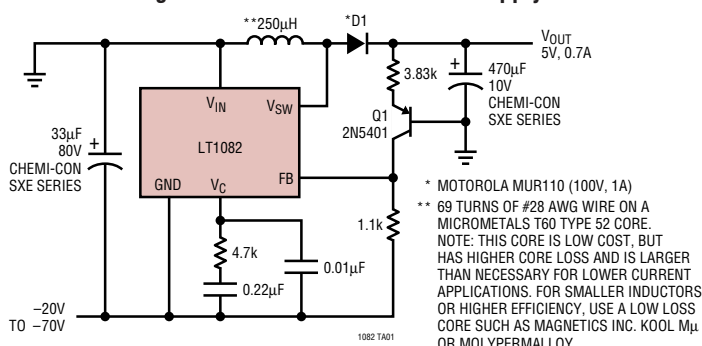 **250µH
*D1
VOUT
5V, 0.7A
3.83k
+
470µF
10V
CHEMI-CON
SXE SERIES
VIN
VSW
Q1
2N5401
33µF
80V
+
CHEMI-CON
SXE SERIES
LT1082
GND
VC
FB
* MOTOROLA MUR110 (100V, 1A)
** 69 TURNS OF #28 AWG WIRE ON A
MICROMETALS T60 TYPE 52 CORE.
NOTE: THIS CORE IS LOW COST, BUT
HAS HIGHER CORE LOSS AND IS LARGER
THAN NECESSARY FOR LOWER CURRENT
APPLICATIONS. FOR SMALLER INDUCTORS
OR HIGHER EFFICIENCY, USE A LOW LOSS
CORE SUCH AS MAGNETICS INC. KOOL Mµ
OR MOLYPERMALLOY
1.1k
4.7k
0.01µF
0.22µF
–20V
TO –70V
1082 TA01